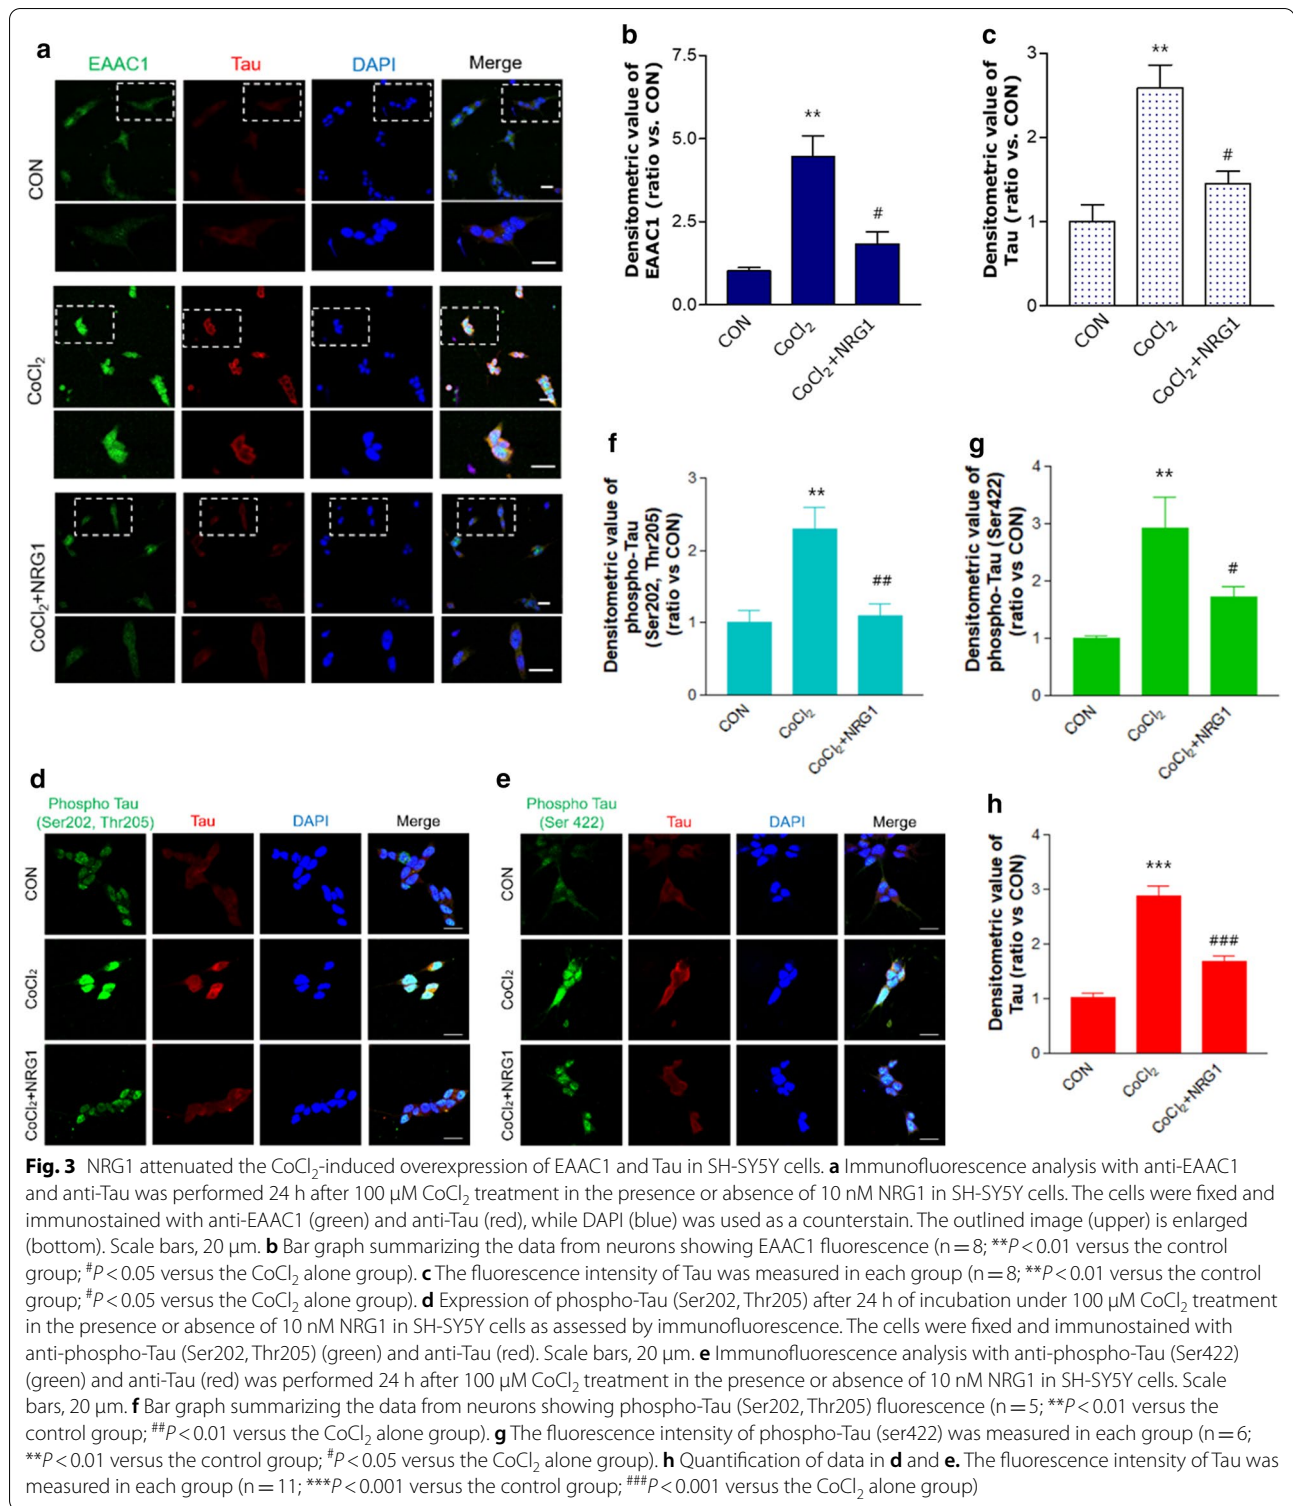 a
EAAC1 Tau DAPI Merge
CON
CoCl₂
CoCl₂+NRG1
b
Densitometric value of
EAAC1 (ratio vs. CON)
7.5
5.0
2.5
0.0
**
#
CON
CoCl₂
CoCl₂+NRG1
c
Densitometric value of
Tau (ratio vs. CON)
3
2
1
0
**
#
CON
CoCl₂
CoCl₂+NRG1
f
Densitometric value of
phospho-Tau
(Ser202, Thr205)
(ratio vs CON)
3
2
1
0
**
##
CON
CoCl₂
CoCl₂+NRG1
g
Densitometric value of
phospho-Tau (Ser422)
(ratio vs CON)
4
3
2
1
0
**
#
CON
CoCl₂
CoCl₂+NRG1
d
Phospho Tau
(Ser202, Thr205) Tau DAPI Merge
CON
CoCl₂
CoCl₂+NRG1
e
Phospho Tau
(Ser 422) Tau DAPI Merge
CON
CoCl₂
CoCl₂+NRG1
h
Densitometric value of
Tau (ratio vs CON)
4
3
2
1
0
***
###
CON
CoCl₂
CoCl₂+NRG1
Fig. 3 NRG1 attenuated the CoCl₂-induced overexpression of EAAC1 and Tau in SH-SY5Y cells. a Immunofluorescence analysis with anti-EAAC1
and anti-Tau was performed 24 h after 100 μM CoCl₂ treatment in the presence or absence of 10 nM NRG1 in SH-SY5Y cells. The cells were fixed and
immunostained with anti-EAAC1 (green) and anti-Tau (red), while DAPI (blue) was used as a counterstain. The outlined image (upper) is enlarged
(bottom). Scale bars, 20 μm. b Bar graph summarizing the data from neurons showing EAAC1 fluorescence (n = 8; **P < 0.01 versus the control
group; #P < 0.05 versus the CoCl₂ alone group). c The fluorescence intensity of Tau was measured in each group (n = 8; **P < 0.01 versus the control
group; #P < 0.05 versus the CoCl₂ alone group). d Expression of phospho-Tau (Ser202, Thr205) after 24 h of incubation under 100 μM CoCl₂ treatment
in the presence or absence of 10 nM NRG1 in SH-SY5Y cells as assessed by immunofluorescence. The cells were fixed and immunostained with
anti-phospho-Tau (Ser202, Thr205) (green) and anti-Tau (red). Scale bars, 20 μm. e Immunofluorescence analysis with anti-phospho-Tau (Ser422)
(green) and anti-Tau (red) was performed 24 h after 100 μM CoCl₂ treatment in the presence or absence of 10 nM NRG1 in SH-SY5Y cells. Scale
bars, 20 μm. f Bar graph summarizing the data from neurons showing phospho-Tau (Ser202, Thr205) fluorescence (n = 5; **P < 0.01 versus the
control group; ##P < 0.01 versus the CoCl₂ alone group). g The fluorescence intensity of phospho-Tau (ser422) was measured in each group (n = 6;
**P < 0.01 versus the control group; #P < 0.05 versus the CoCl₂ alone group). h Quantification of data in d and e. The fluorescence intensity of Tau was
measured in each group (n = 11; ***P < 0.001 versus the control group; ###P < 0.001 versus the CoCl₂ alone group)